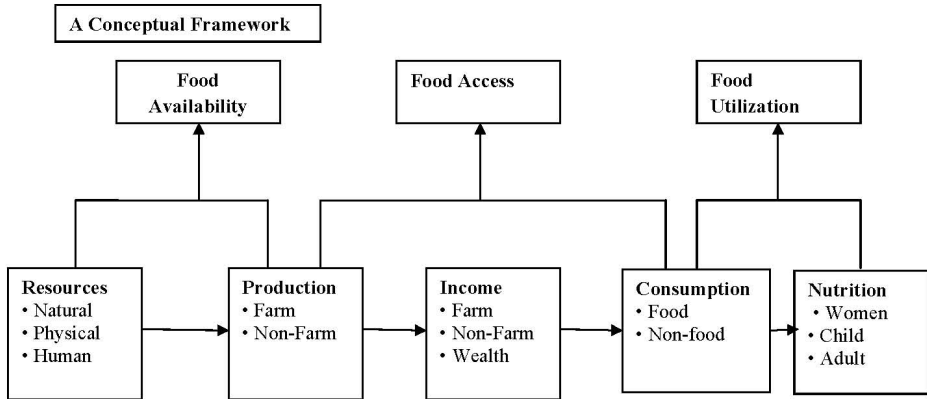 A Conceptual Framework
Food
Availability
Food Access
Food
Utilization
Resources
• Natural
• Physical
• Human
Production
• Farm
• Non-Farm
Income
• Farm
• Non-Farm
• Wealth
Consumption
• Food
• Non-food
Nutrition
• Women
• Child
• Adult